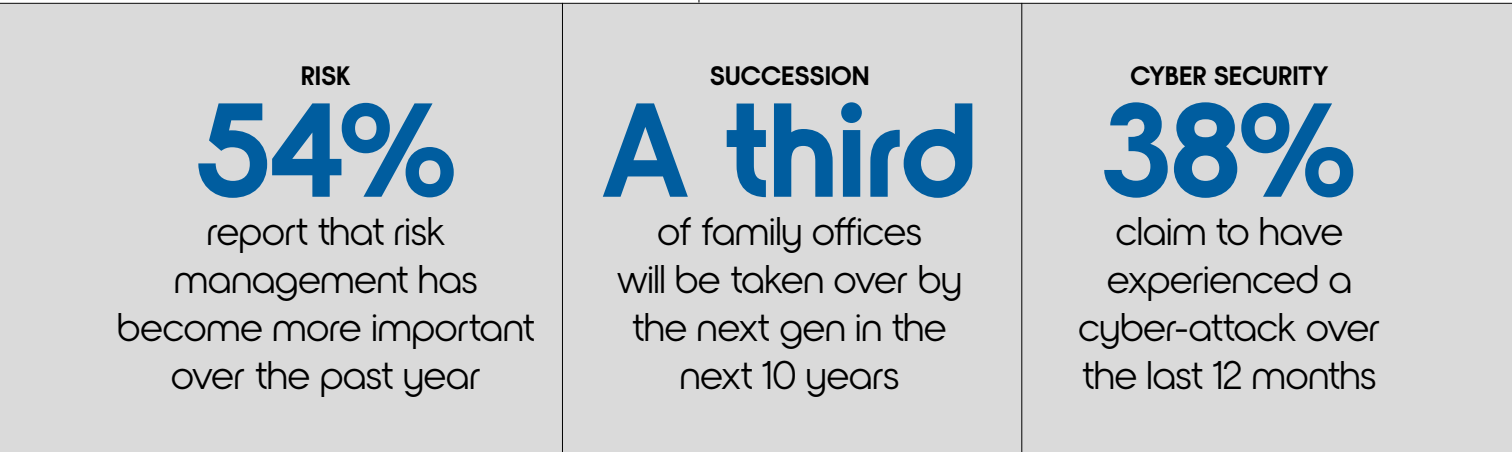 RISK
54%
report that risk
management has
become more important
over the past year
SUCCESSION
A third
of family offices
will be taken over by
the next gen in the
next 10 years
CYBER SECURITY
38%
claim to have
experienced a
cyber-attack over
the last 12 months